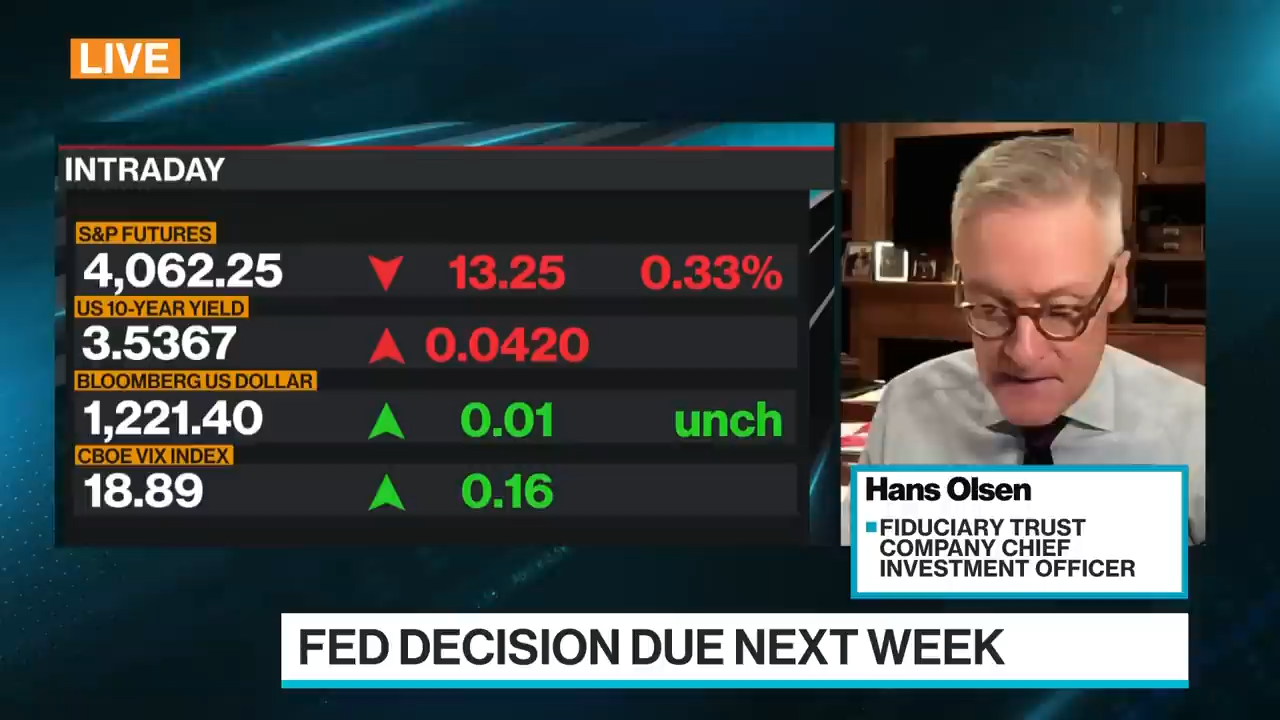 LIVE
INTRADAY
S&P FUTURES
4,062.25 ▼ 13.25 0.33%
US 10-YEAR YIELD
3.5367 ▲ 0.0420
BLOOMBERG US DOLLAR
1,221.40 ▲ 0.01 unch
CBOE VIX INDEX
18.89 ▲ 0.16
Hans Olsen
FIDUCIARY TRUST
COMPANY CHIEF
INVESTMENT OFFICER
FED DECISION DUE NEXT WEEK